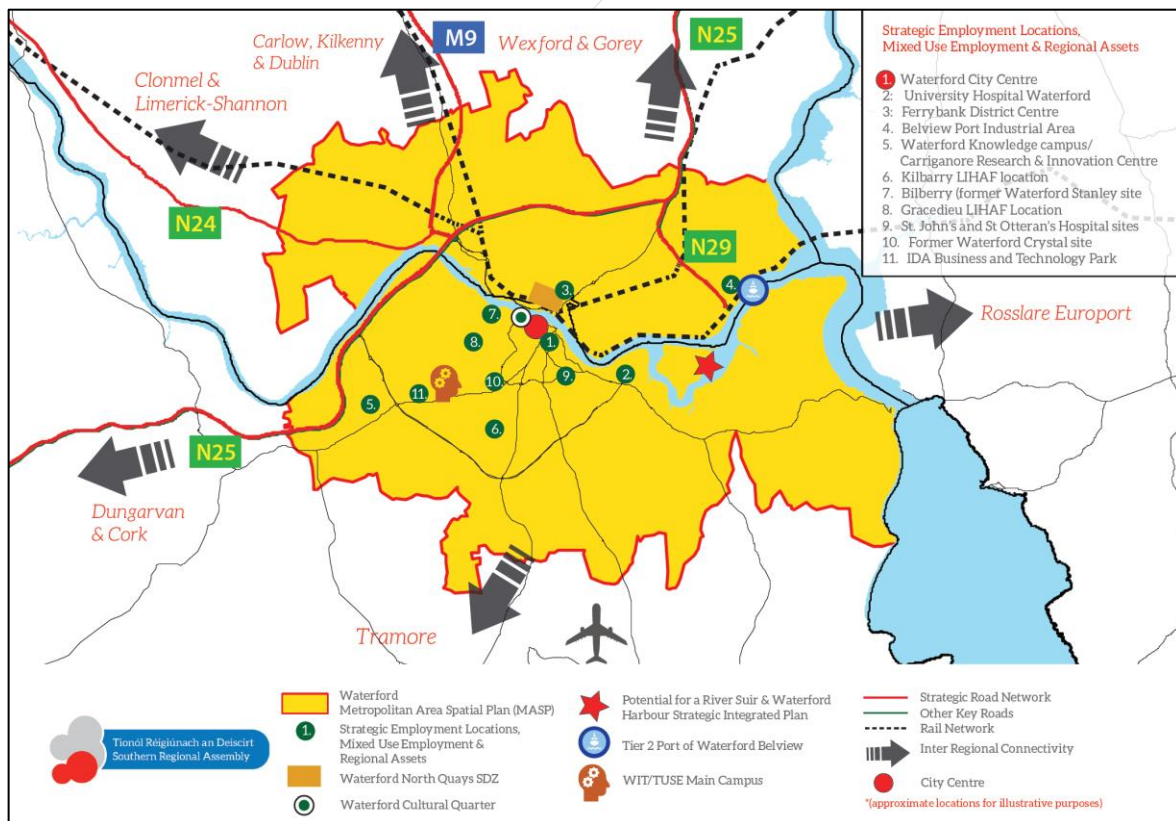 Carlow, Kilkenny
& Dublin
M9
Wexford & Gorey
N25
Clonmel &
Limerick-Shannon
N24
N29
N25
Dungarvan
& Cork
Tramore
Rosslare Europort
3.
4.
7.
1.
8.
2.
9.
10.
11.
5.
6.
Strategic Employment Locations,
Mixed Use Employment & Regional Assets
1. Waterford City Centre
2: University Hospital Waterford
3: Ferrybank District Centre
4. Belview Port Industrial Area
5. Waterford Knowledge campus/
Carriganore Research & Innovation Centre
6. Kilbarry LIHAF location
7. Bilberry (former Waterford Stanley site
8. Gracedieu LIHAF Location
9. St. John's and St Otteran's Hospital sites
10. Former Waterford Crystal site
11. IDA Business and Technology Park
Tionól Réigiúnach an Deiscirt
Southern Regional Assembly
Waterford
Metropolitan Area Spatial Plan (MASP)
1. Strategic Employment Locations,
Mixed Use Employment &
Regional Assets
Waterford North Quays SDZ
Waterford Cultural Quarter
Potential for a River Suir & Waterford
Harbour Strategic Integrated Plan
Tier 2 Port of Waterford Belview
WIT/TUSE Main Campus
Strategic Road Network
Other Key Roads
Rail Network
Inter Regional Connectivity
City Centre
*(approximate locations for illustrative purposes)